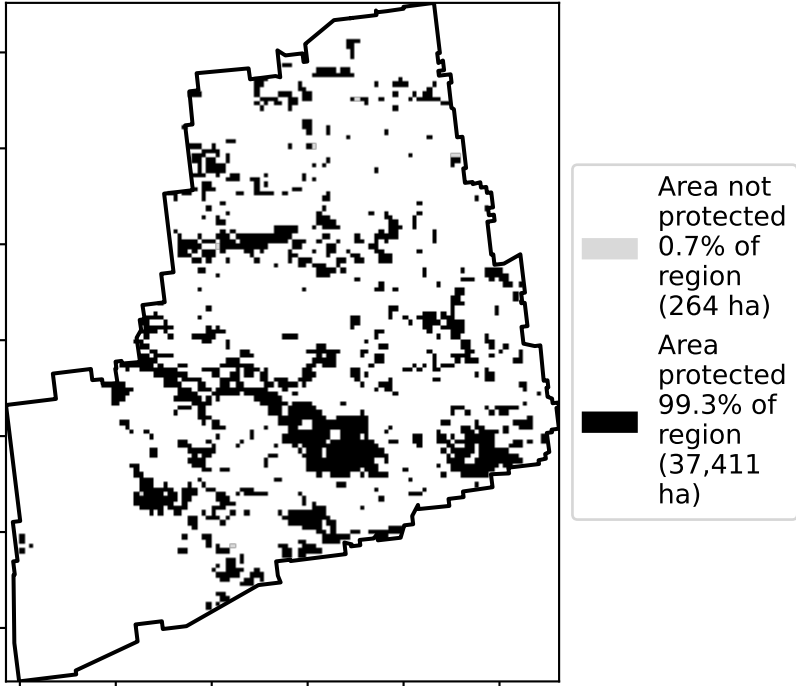 Area not
protected
0.7% of
region
(264 ha)
Area
protected
99.3% of
region
(37,411
ha)